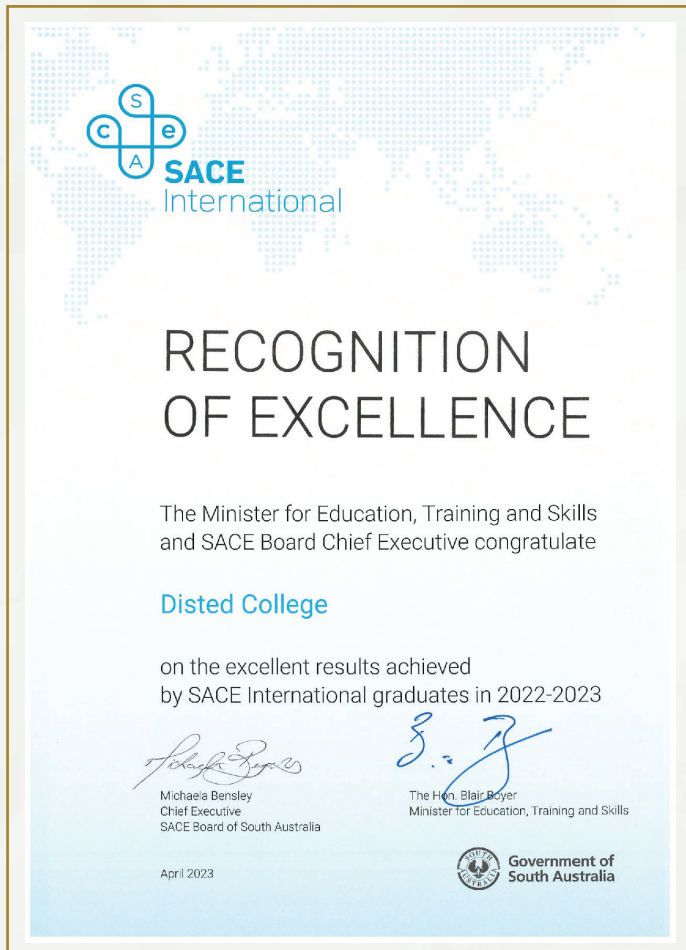 S
c e
A
SACE
International
RECOGNITION
OF EXCELLENCE
The Minister for Education, Training and Skills
and SACE Board Chief Executive congratulate
Disted College
on the excellent results achieved
by SACE International graduates in 2022-2023
Michaela Bensley
Chief Executive
SACE Board of South Australia
The Hon. Blair Boyer
Minister for Education, Training and Skills
April 2023
SOUTH
AUSTRALIA
Government of
South Australia